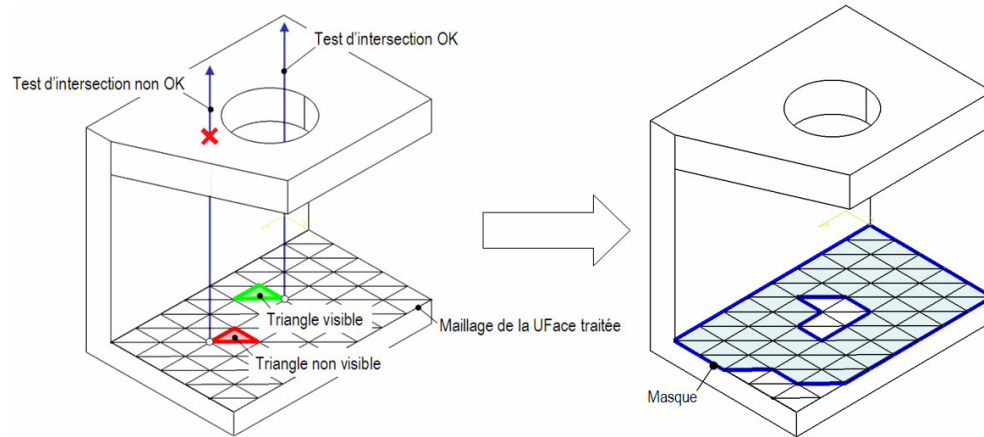 Test d'intersection OK
Test d'intersection non OK
Triangle visible
Maillage de la UFace traitée
Triangle non visible
Masque